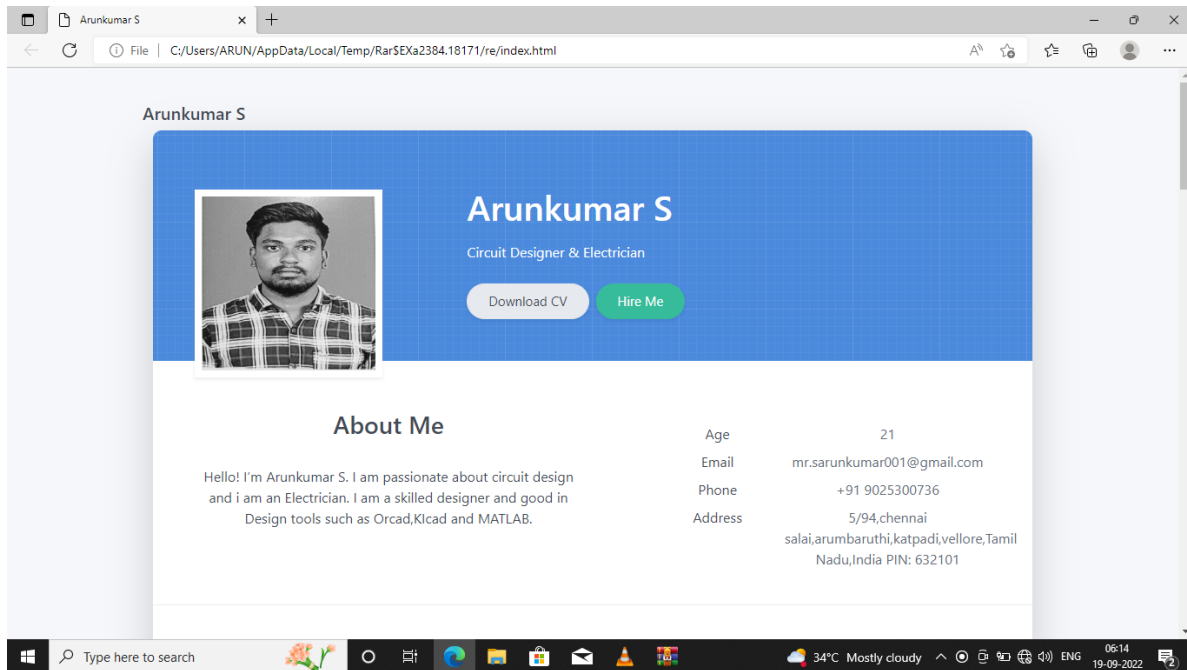 Arunkumar S
File
C:/Users/ARUN/AppData/Local/Temp/Rar$EXa2384.18171/re/index.html
Arunkumar S
Arunkumar S
Circuit Designer & Electrician
Download CV Hire Me
About Me
Hello! I'm Arunkumar S. I am passionate about circuit design
and i am an Electrician. I am a skilled designer and good in
Design tools such as Orcad,KIcad and MATLAB.
Age 21
Email mr.sarunkumar001@gmail.com
Phone +91 9025300736
Address 5/94,chennai
salai,arumbaruthi,katpadi,vellore,Tamil
Nadu,India PIN: 632101
Type here to search
34°C Mostly cloudy
ENG
06:14
19-09-2022
2